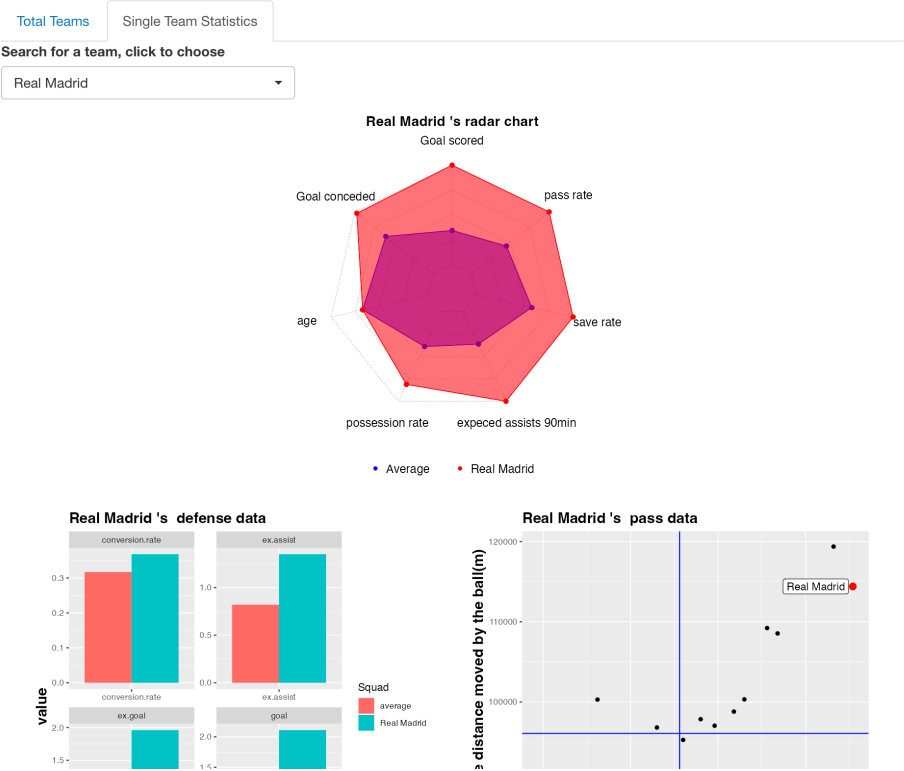 Total Teams
Single Team Statistics
Search for a team, click to choose
Real Madrid
Real Madrid 's radar chart
Goal scored
Goal conceded
pass rate
age
save rate
possession rate
expeced assists 90min
Average
Real Madrid
Real Madrid 's  defense data
conversion.rate
ex.assist
0.3
0.2
0.1
0.0
1.0
0.5
0.0
conversion.rate
ex.assist
value
ex.goal
goal
2.0
1.5
2.0
1.5
Squad
average
Real Madrid
Real Madrid 's  pass data
120000
110000
100000
Real Madrid
e distance moved by the ball(m)